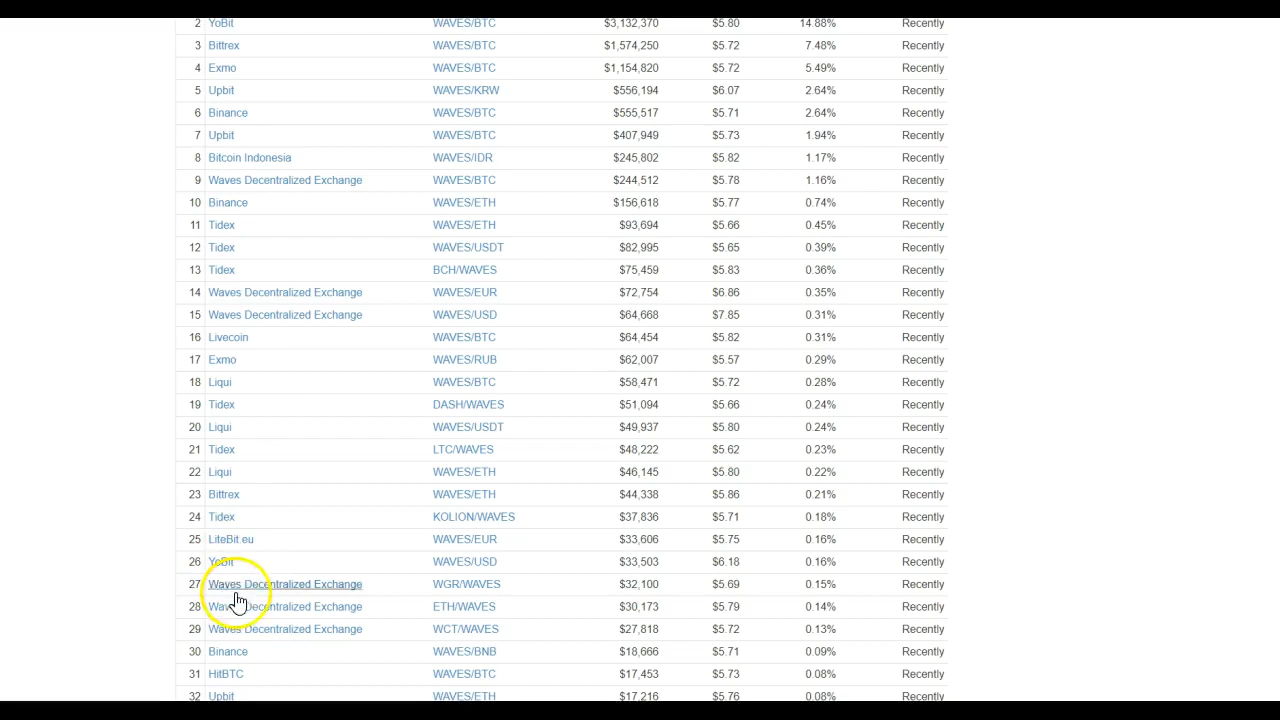 2 YoBit WAVES/BTC $3,132,370 $5.80 14.88% Recently
3 Bittrex WAVES/BTC $1,574,250 $5.72 7.48% Recently
4 Exmo WAVES/BTC $1,154,820 $5.72 5.49% Recently
5 Upbit WAVES/KRW $556,194 $6.07 2.64% Recently
6 Binance WAVES/BTC $555,517 $5.71 2.64% Recently
7 Upbit WAVES/BTC $407,949 $5.73 1.94% Recently
8 Bitcoin Indonesia WAVES/IDR $245,802 $5.82 1.17% Recently
9 Waves Decentralized Exchange WAVES/BTC $244,512 $5.78 1.16% Recently
10 Binance WAVES/ETH $156,618 $5.77 0.74% Recently
11 Tidex WAVES/ETH $93,694 $5.66 0.45% Recently
12 Tidex WAVES/USDT $82,995 $5.65 0.39% Recently
13 Tidex BCH/WAVES $75,459 $5.83 0.36% Recently
14 Waves Decentralized Exchange WAVES/EUR $72,754 $6.86 0.35% Recently
15 Waves Decentralized Exchange WAVES/USD $64,668 $7.85 0.31% Recently
16 Livecoin WAVES/BTC $64,454 $5.82 0.31% Recently
17 Exmo WAVES/RUB $62,007 $5.57 0.29% Recently
18 Liqui WAVES/BTC $58,471 $5.72 0.28% Recently
19 Tidex DASH/WAVES $51,094 $5.66 0.24% Recently
20 Liqui WAVES/USDT $49,937 $5.80 0.24% Recently
21 Tidex LTC/WAVES $48,222 $5.62 0.23% Recently
22 Liqui WAVES/ETH $46,145 $5.80 0.22% Recently
23 Bittrex WAVES/ETH $44,338 $5.86 0.21% Recently
24 Tidex KOLION/WAVES $37,836 $5.71 0.18% Recently
25 LiteBit.eu WAVES/EUR $33,606 $5.75 0.16% Recently
26 YoBit WAVES/USD $33,503 $6.18 0.16% Recently
27 Waves Decentralized Exchange WGR/WAVES $32,100 $5.69 0.15% Recently
28 Waves Decentralized Exchange ETH/WAVES $30,173 $5.79 0.14% Recently
29 Waves Decentralized Exchange WCT/WAVES $27,818 $5.72 0.13% Recently
30 Binance WAVES/BNB $18,666 $5.71 0.09% Recently
31 HitBTC WAVES/BTC $17,453 $5.73 0.08% Recently
32 Upbit WAVES/ETH $17,216 $5.76 0.08% Recently